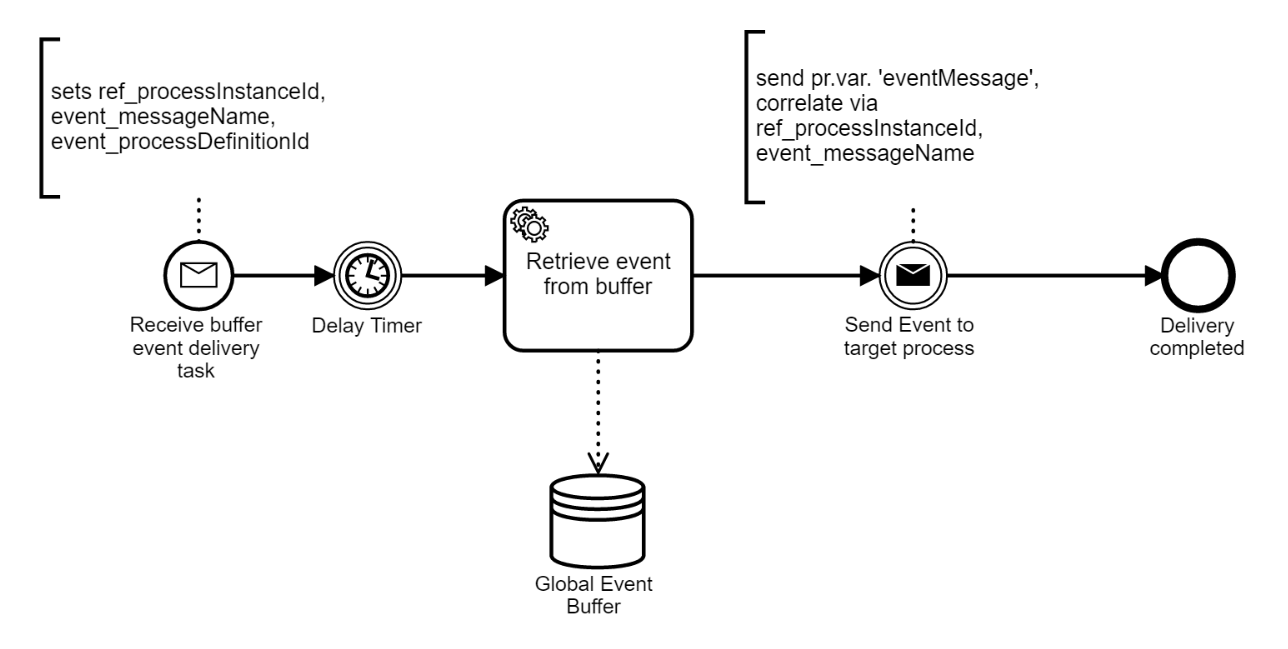 sets ref_processInstanceId,
event_messageName,
event_processDefinitionId
send pr.var. 'eventMessage',
correlate via
ref_processInstanceId,
event_messageName
Receive buffer
event delivery
task
Delay Timer
Retrieve event
from buffer
Send Event to
target process
Delivery
completed
Global Event
Buffer